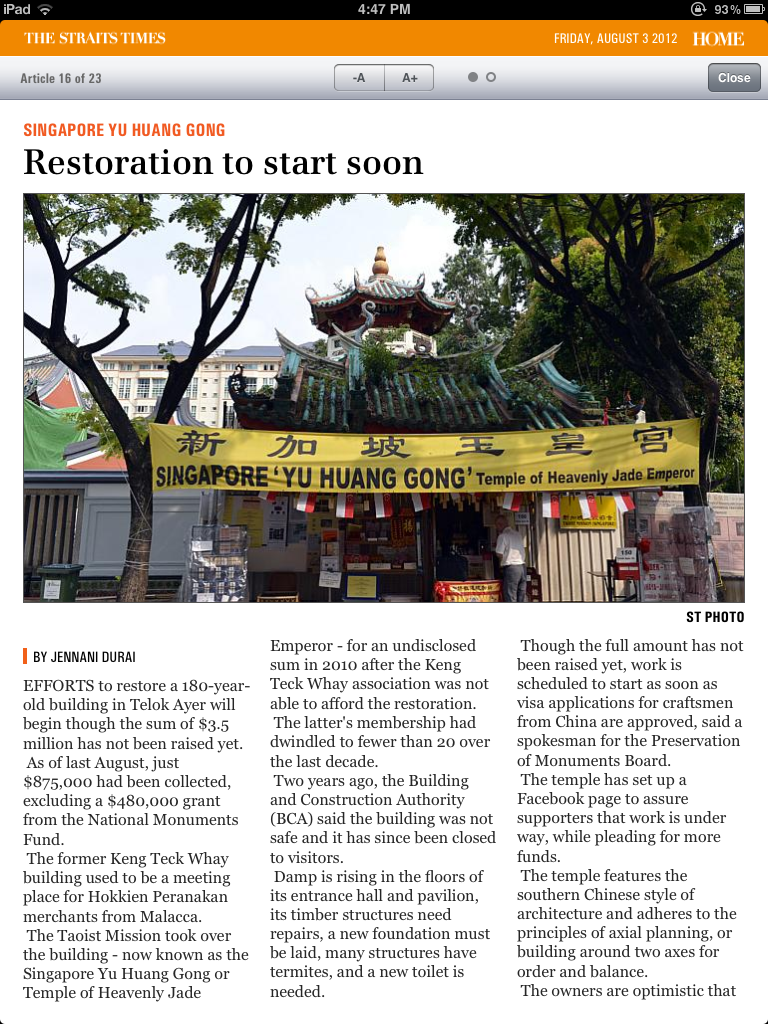 iPad 4:47 PM 93%
THE STRAITS TIMES FRIDAY, AUGUST 3 2012 HOME
Article 16 of 23 -A A+ Close
SINGAPORE YU HUANG GONG
Restoration to start soon
新加坡玉皇宫
SINGAPORE 'YU HUANG GONG' Temple of Heavenly Jade Emperor
150
150
ST PHOTO
BY JENNANI DURAI
EFFORTS to restore a 180-year-
old building in Telok Ayer will
begin though the sum of $3.5
million has not been raised yet.
As of last August, just
$875,000 had been collected,
excluding a $480,000 grant
from the National Monuments
Fund.
The former Keng Teck Whay
building used to be a meeting
place for Hokkien Peranakan
merchants from Malacca.
The Taoist Mission took over
the building - now known as the
Singapore Yu Huang Gong or
Temple of Heavenly Jade
Emperor - for an undisclosed
sum in 2010 after the Keng
Teck Whay association was not
able to afford the restoration.
The latter's membership had
dwindled to fewer than 20 over
the last decade.
Two years ago, the Building
and Construction Authority
(BCA) said the building was not
safe and it has since been closed
to visitors.
Damp is rising in the floors of
its entrance hall and pavilion,
its timber structures need
repairs, a new foundation must
be laid, many structures have
termites, and a new toilet is
needed.
Though the full amount has not
been raised yet, work is
scheduled to start as soon as
visa applications for craftsmen
from China are approved, said a
spokesman for the Preservation
of Monuments Board.
The temple has set up a
Facebook page to assure
supporters that work is under
way, while pleading for more
funds.
The temple features the
southern Chinese style of
architecture and adheres to the
principles of axial planning, or
building around two axes for
order and balance.
The owners are optimistic that